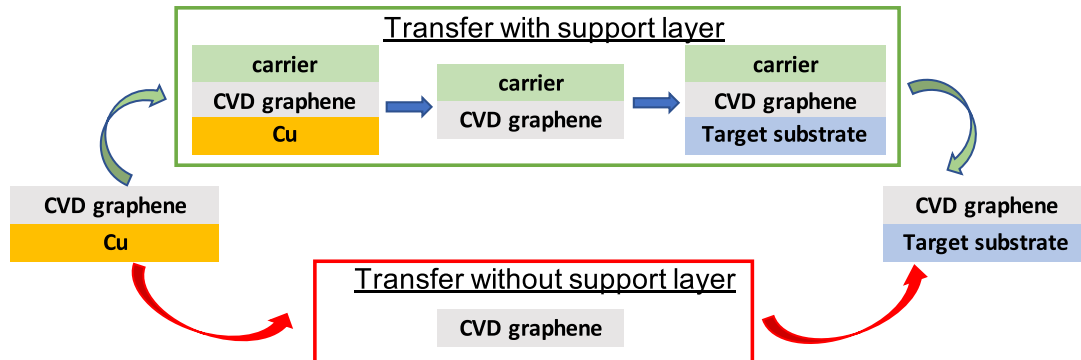 Transfer with support layer
carrier
CVD graphene
Cu
carrier
CVD graphene
carrier
CVD graphene
Target substrate
CVD graphene
Cu
CVD graphene
Target substrate
Transfer without support layer
CVD graphene